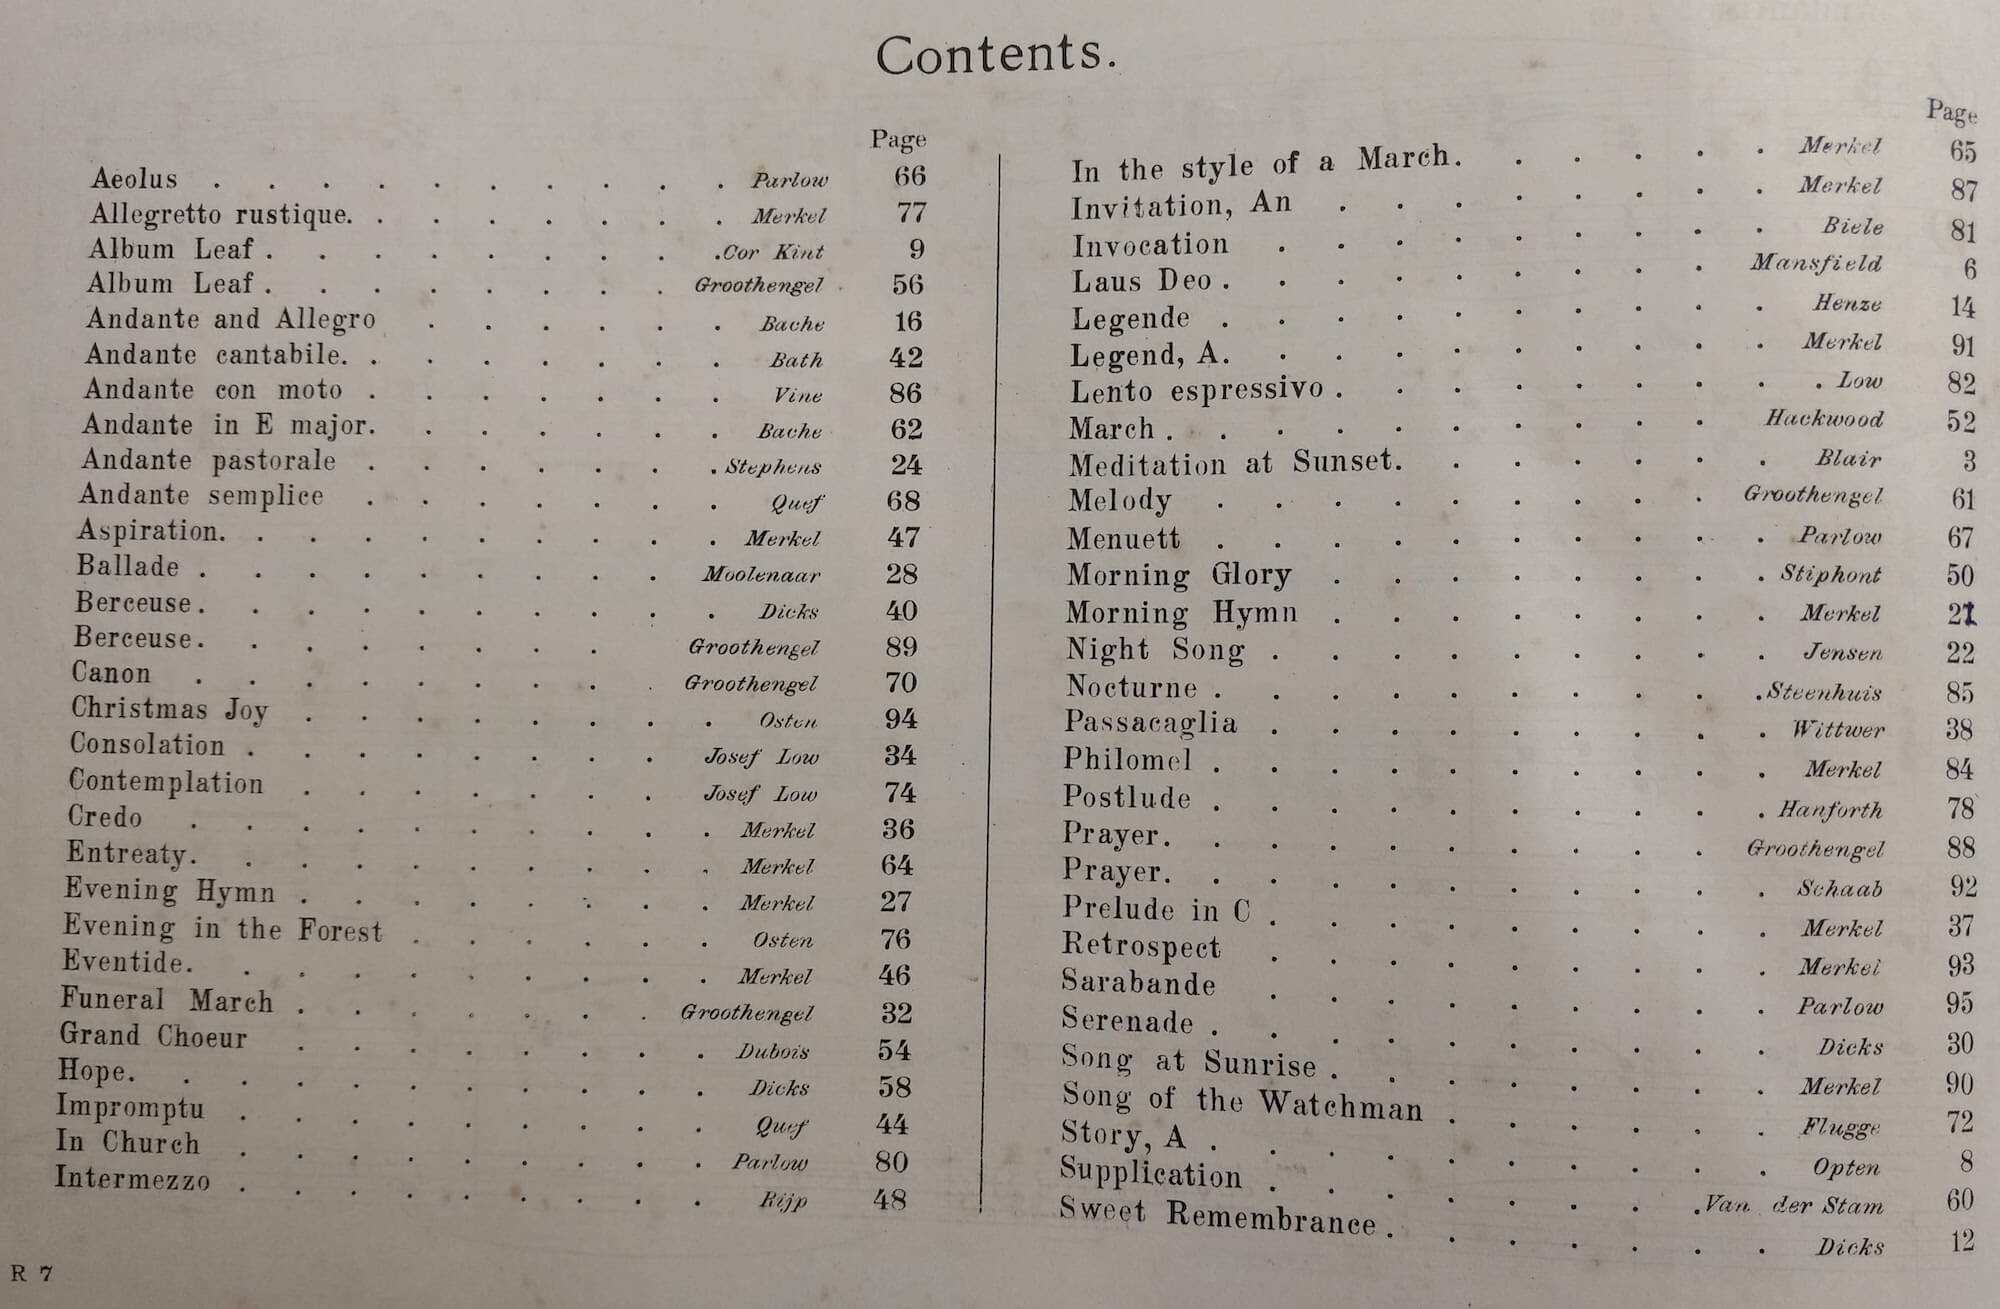 Contents.
Page
Aeolus . . . . . . . . . . Parlow 66
Allegretto rustique. . . . . . . . Merkel 77
Album Leaf . . . . . . . . . Cor Kint 9
Album Leaf . . . . . . . . Groothengel 56
Andante and Allegro . . . . . . Bache 16
Andante cantabile. . . . . . . . Bath 42
Andante con moto . . . . . . . Vine 86
Andante in E major. . . . . . . Bache 62
Andante pastorale . . . . . . . Stephens 24
Andante semplice . . . . . . . Quef 68
Aspiration. . . . . . . . . . Merkel 47
Ballade . . . . . . . . . Moolenaar 28
Berceuse. . . . . . . . . . Dicks 40
Berceuse. . . . . . . . Groothengel 89
Canon . . . . . . . . . Groothengel 70
Christmas Joy . . . . . . . . Osten 94
Consolation . . . . . . . . Josef Low 34
Contemplation . . . . . . . Josef Low 74
Credo . . . . . . . . . . Merkel 36
Entreaty. . . . . . . . . . Merkel 64
Evening Hymn . . . . . . . . Merkel 27
Evening in the Forest . . . . . . Osten 76
Eventide. . . . . . . . . . Merkel 46
Funeral March . . . . . . . Groothengel 32
Grand Choeur . . . . . . . . Dubois 54
Hope. . . . . . . . . . . Dicks 58
Impromptu . . . . . . . . . Quef 44
In Church . . . . . . . . . Parlow 80
Intermezzo . . . . . . . . . Rijp 48
R 7
Page
In the style of a March. . . . . . Merkel 65
Invitation, An . . . . . . . . Merkel 87
Invocation . . . . . . . . . Biele 81
Laus Deo . . . . . . . . . Mansfield 6
Legende . . . . . . . . . . Henze 14
Legend, A. . . . . . . . . . Merkel 91
Lento espressivo . . . . . . . . . Low 82
March . . . . . . . . . . Hackwood 52
Meditation at Sunset. . . . . . . Blair 3
Melody . . . . . . . . . Groothengel 61
Menuett . . . . . . . . . . Parlow 67
Morning Glory . . . . . . . . Stiphont 50
Morning Hymn . . . . . . . . Merkel 21
Night Song . . . . . . . . . Jensen 22
Nocturne . . . . . . . . . . Steenhuis 85
Passacaglia . . . . . . . . . Wittwer 38
Philomel . . . . . . . . . . Merkel 84
Postlude . . . . . . . . . . Hanforth 78
Prayer. . . . . . . . . . Groothengel 88
Prayer. . . . . . . . . . . Schaab 92
Prelude in C . . . . . . . . . Merkel 37
Retrospect . . . . . . . . . Merkel 93
Sarabande . . . . . . . . . Parlow 95
Serenade . . . . . . . . . . Dicks 30
Song at Sunrise . . . . . . . . Merkel 90
Song of the Watchman . . . . . . Flugge 72
Story, A . . . . . . . . . . Opten 8
Supplication . . . . . . . . Van der Stam 60
Sweet Remembrance . . . . . . . Dicks 12